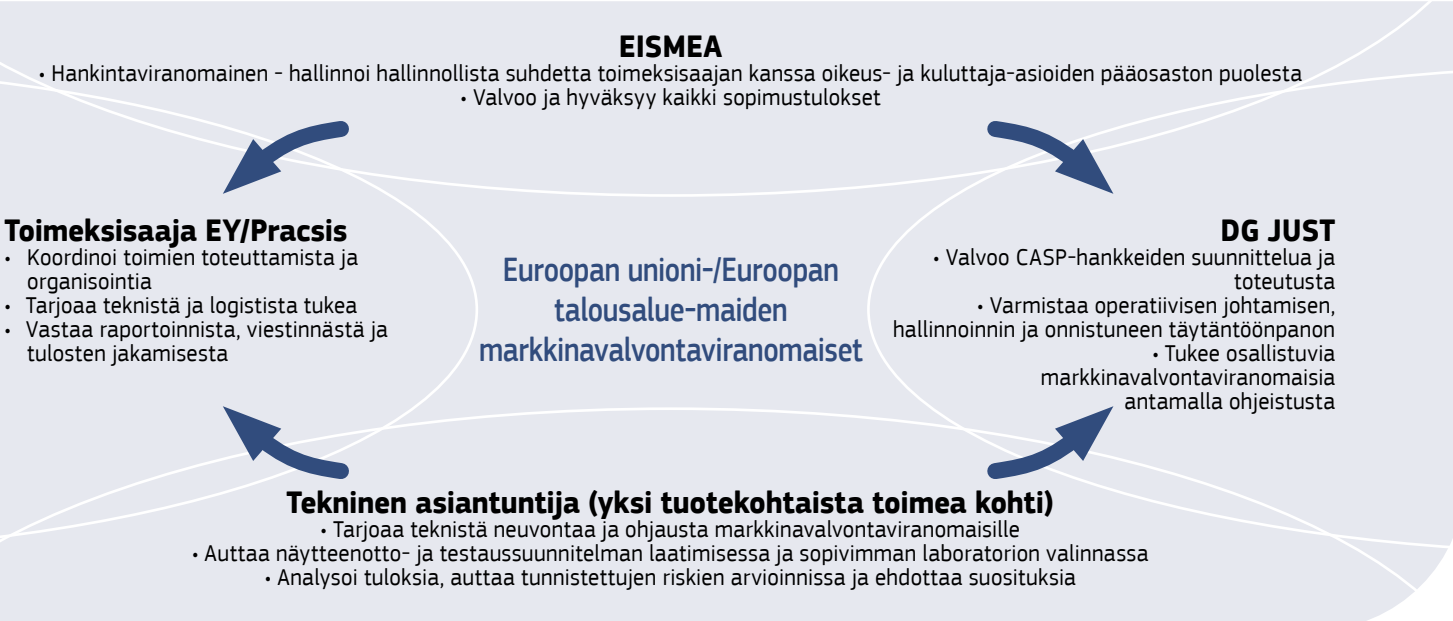 EISMEA
• Hankintaviranomainen - hallinnoi hallinnollista suhdetta toimeksisaajan kanssa oikeus- ja kuluttaja-asioiden pääosaston puolesta
• Valvoo ja hyväksyy kaikki sopimustulokset
Toimeksisaaja EY/Pracsis
• Koordinoi toimien toteuttamista ja
organisointia
• Tarjoaa teknistä ja logistista tukea
• Vastaa raportoinnista, viestinnästä ja
tulosten jakamisesta
Euroopan unioni-/Euroopan
talousalue-maiden
markkinavalvontaviranomaiset
DG JUST
• Valvoo CASP-hankkeiden suunnittelua ja
toteutusta
• Varmistaa operatiivisen johtamisen,
hallinnoinnin ja onnistuneen täytäntöönpanon
• Tukee osallistuvia
markkinavalvontaviranomaisia
antamalla ohjeistusta
Tekninen asiantuntija (yksi tuotekohtaista toimea kohti)
• Tarjoaa teknistä neuvontaa ja ohjausta markkinavalvontaviranomaisille
• Auttaa näytteenotto- ja testaussuunnitelman laatimisessa ja sopivimman laboratorion valinnassa
• Analysoi tuloksia, auttaa tunnistettujen riskien arvioinnissa ja ehdottaa suosituksia